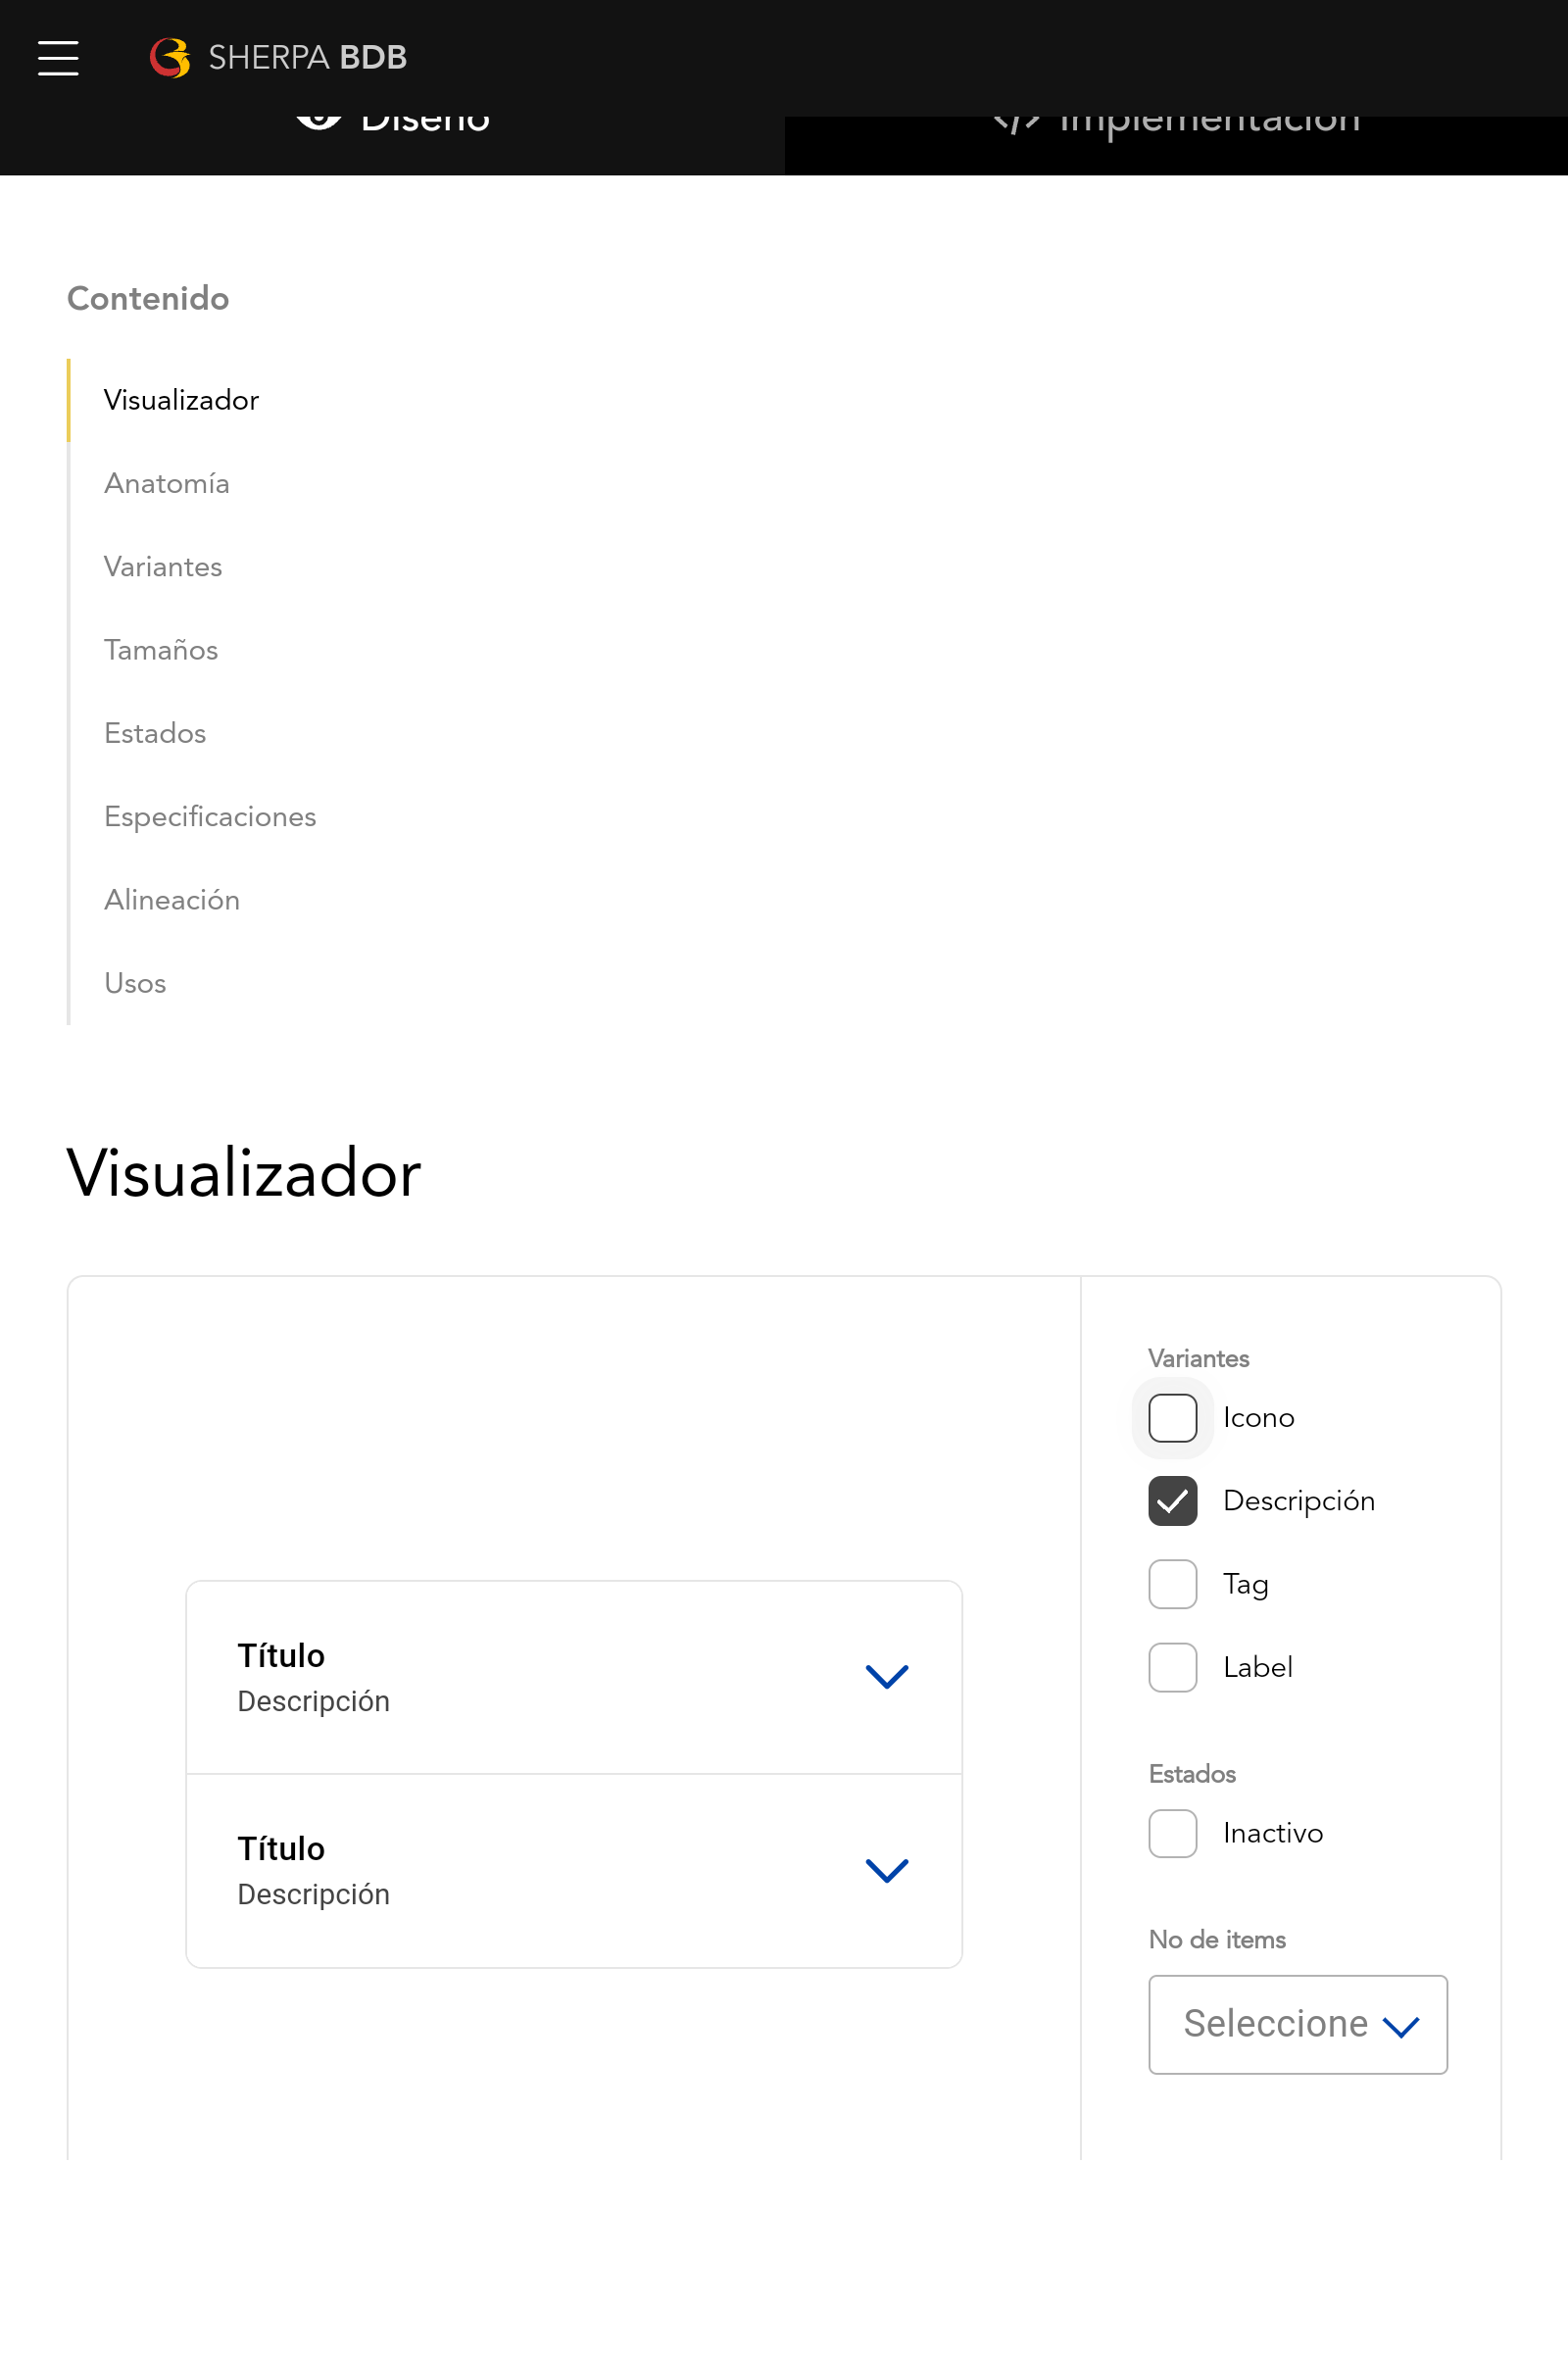 SHERPA BDB
Diseño
Implementación
Contenido
Visualizador
Anatomía
Variantes
Tamaños
Estados
Especificaciones
Alineación
Usos
Visualizador
Título
Descripción
Título
Descripción
Variantes
Icono
Descripción
Tag
Label
Estados
Inactivo
No de items
Seleccione